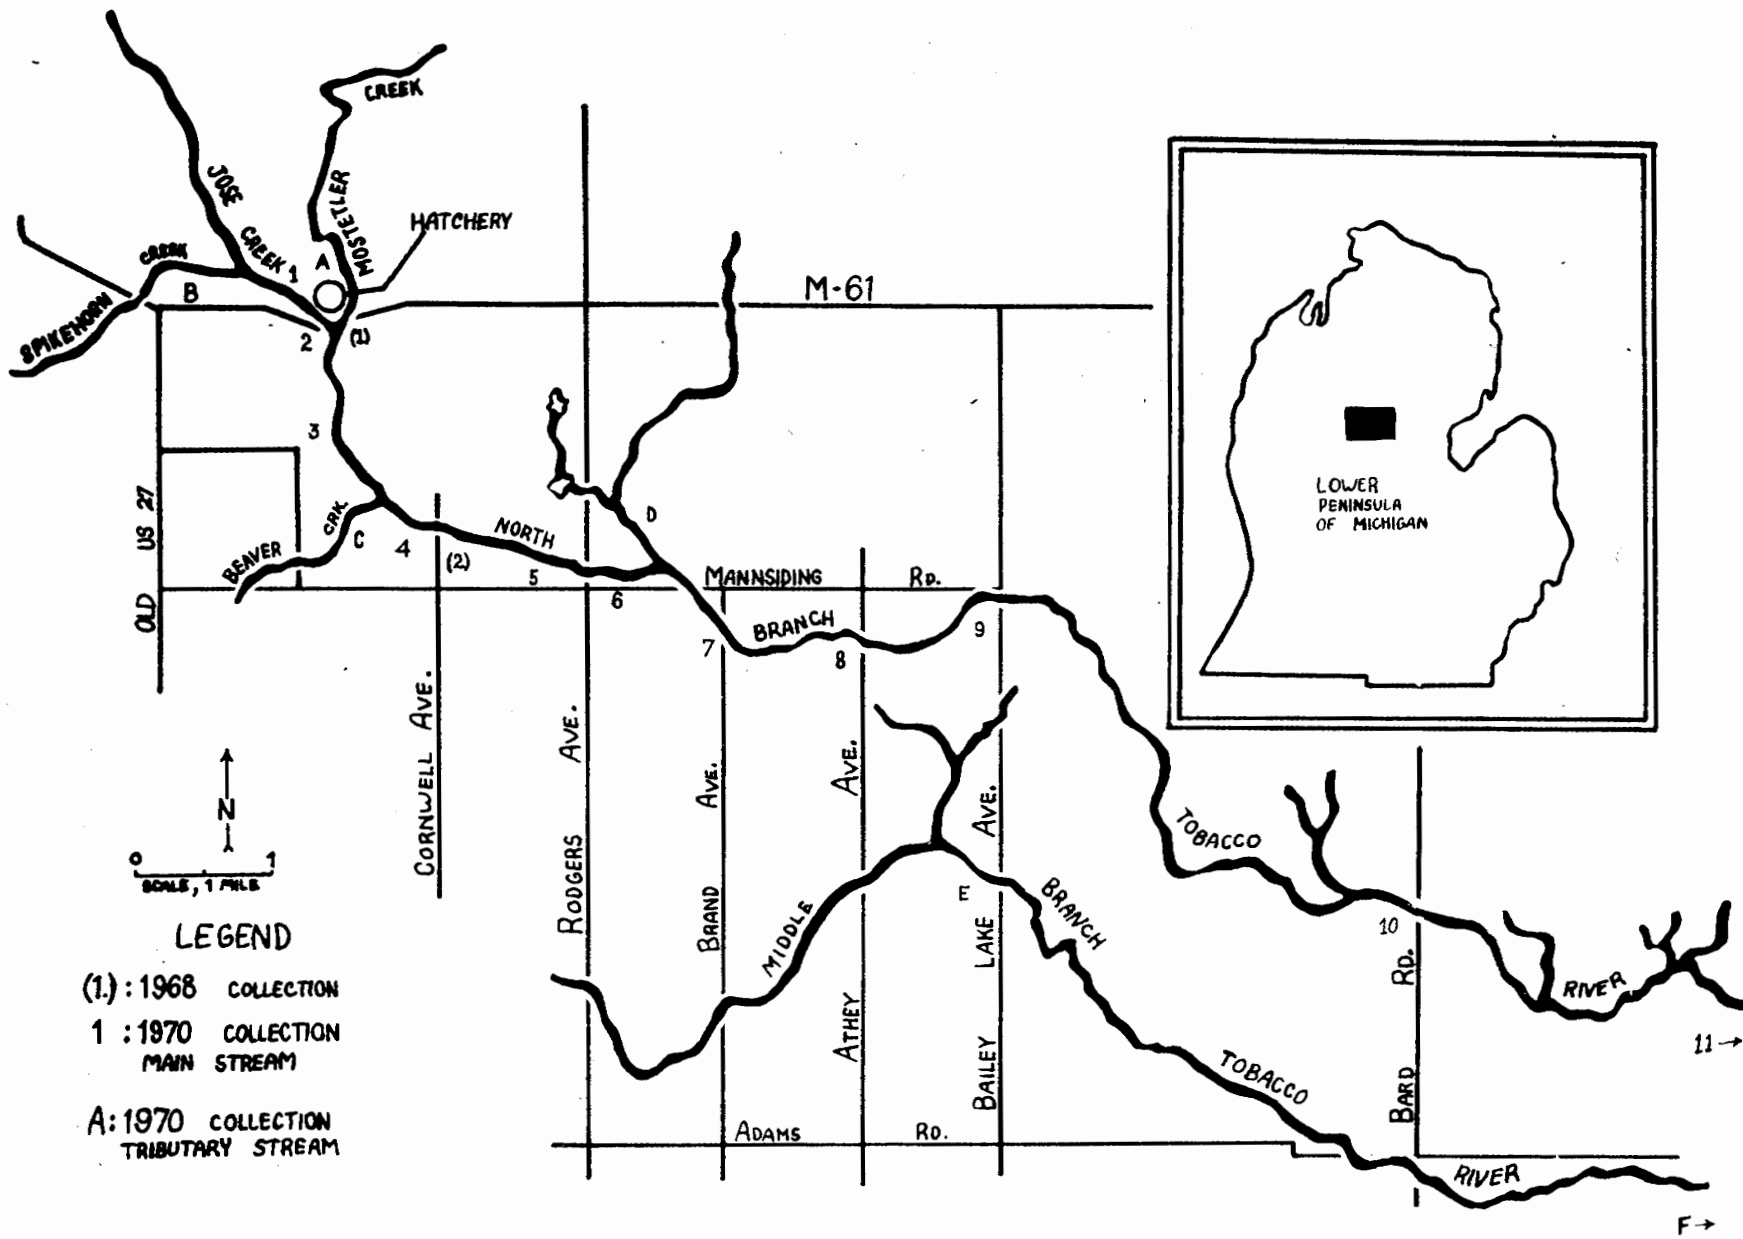 CREEK
JOSE
CREEK
MOSTETLER
HATCHERY
CREEK
SPIKEHORN
1
A
B
M-61
2
(1)
3
LOWER
PENINSULA
OF MICHIGAN
OLD US 27
BEAVER
CRK.
C
4
(2)
NORTH
5
D
6
MANNSIDING RD.
7
BRANCH
8
9
CORNWELL AVE.
RODGERS AVE.
BRAND AVE.
ATHEY AVE.
BAILEY LAKE AVE.
BARD RD.
N
0 1
SCALE, 1 MILE
TOBACCO
10
RIVER
11→
MIDDLE
E
BRANCH
TOBACCO
RIVER
F→
ADAMS RD.
LEGEND
(1.) : 1968 COLLECTION
1 : 1970 COLLECTION
MAIN STREAM
A: 1970 COLLECTION
TRIBUTARY STREAM